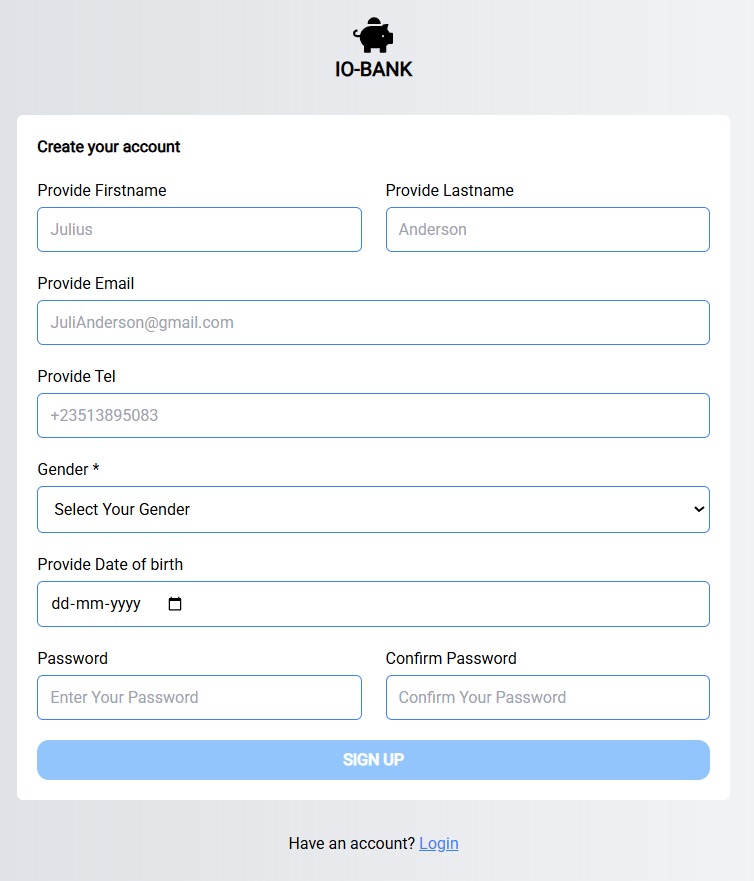 IO-BANK
Create your account
Provide Firstname Provide Lastname
Julius Anderson
Provide Email
JuliAnderson@gmail.com
Provide Tel
+23513895083
Gender *
Select Your Gender
Provide Date of birth
dd-mm-yyyy
Password Confirm Password
Enter Your Password Confirm Your Password
SIGN UP
Have an account? Login